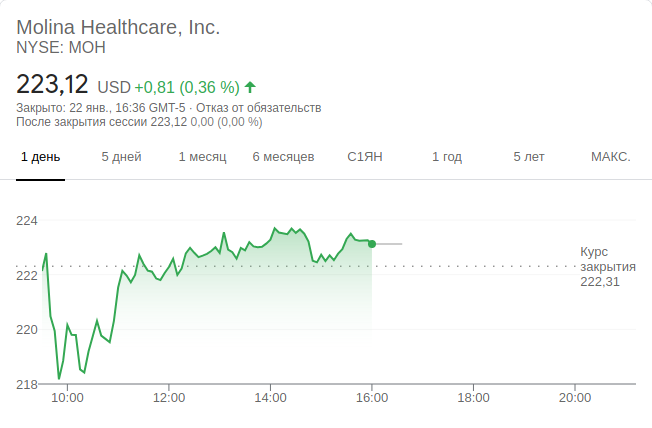 Molina Healthcare, Inc.
NYSE: MOH
223,12 USD +0,81 (0,36 %)
Закрыто: 22 янв., 16:36 GMT-5 · Отказ от обязательств
После закрытия сессии 223,12 0,00 (0,00 %)
1 день 5 дней 1 месяц 6 месяцев С1ЯН 1 год 5 лет МАКС.
224
Курс
закрытия
222,31
222
220
218
10:00 12:00 14:00 16:00 18:00 20:00